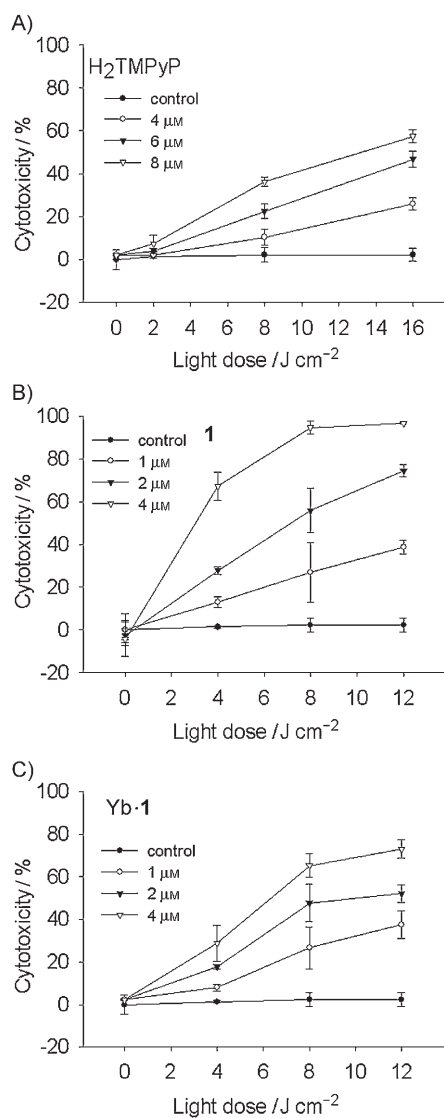 A)
H₂TMPyP
control
4 μM
6 μM
8 μM
Cytotoxicity / %
100
80
60
40
20
0
-20
0 2 4 6 8 10 12 14 16
Light dose / J cm⁻²
B)
1
control
1 μM
2 μM
4 μM
Cytotoxicity / %
100
80
60
40
20
0
-20
0 2 4 6 8 10 12
Light dose / J cm⁻²
C)
Yb·1
control
1 μM
2 μM
4 μM
Cytotoxicity / %
100
80
60
40
20
0
-20
0 2 4 6 8 10 12
Light dose / J cm⁻²